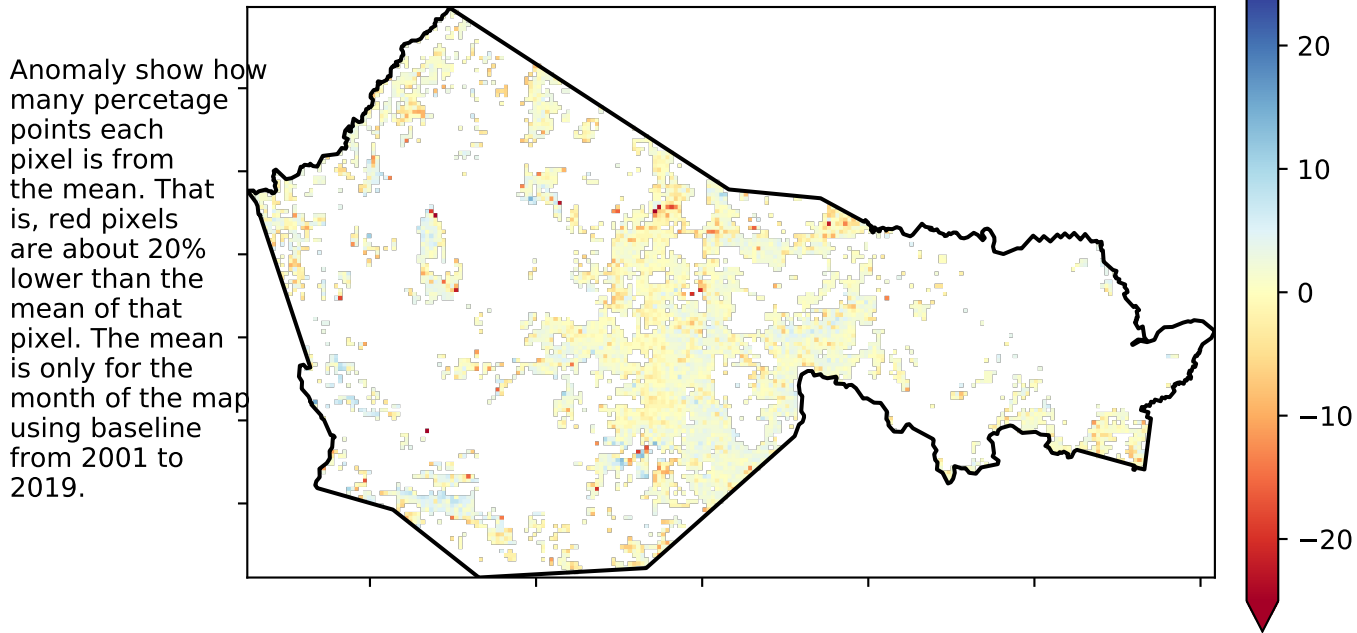 Anomaly show how
many percetage
points each
pixel is from
the mean. That
is, red pixels
are about 20%
lower than the
mean of that
pixel. The mean
is only for the
month of the map
using baseline
from 2001 to
2019.
20
10
0
−10
−20